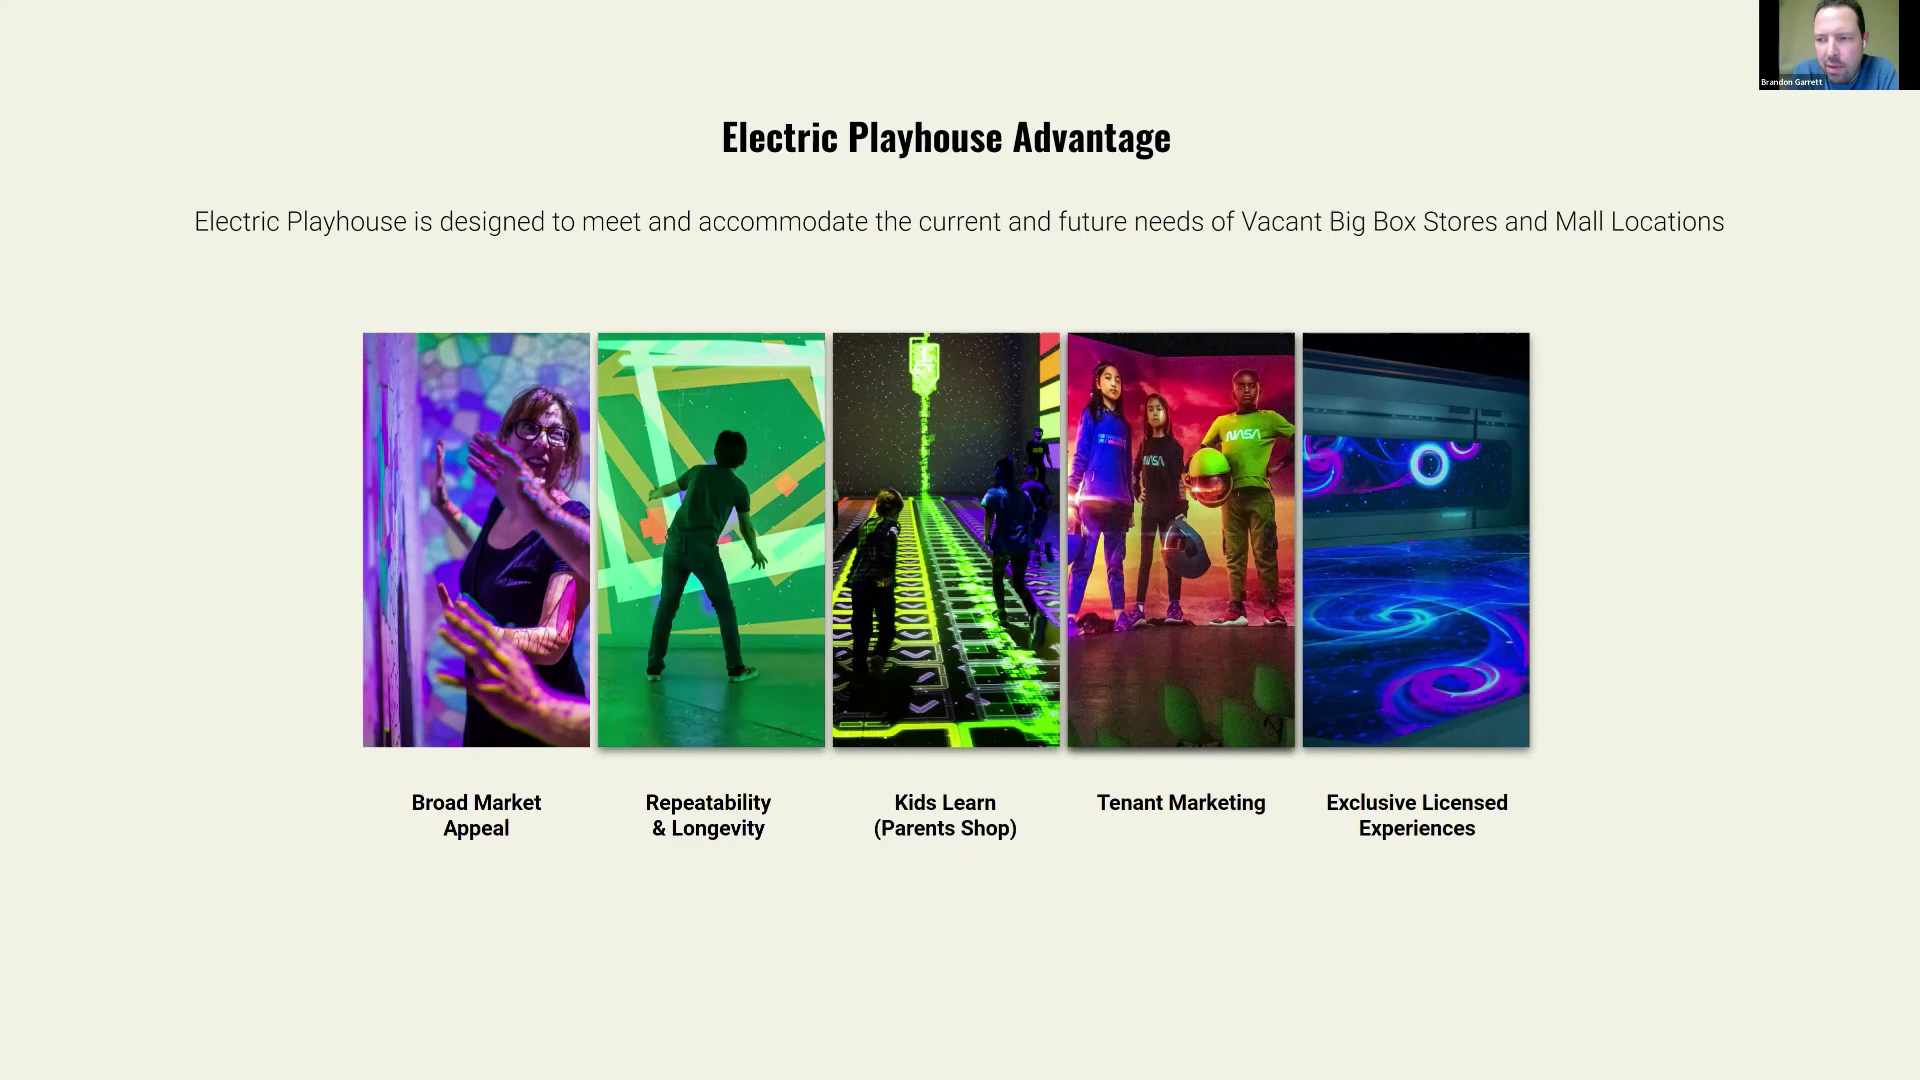 Brandon Garrett
Electric Playhouse Advantage
Electric Playhouse is designed to meet and accommodate the current and future needs of Vacant Big Box Stores and Mall Locations
NASA
NASA
Broad Market
Appeal
Repeatability
& Longevity
Kids Learn
(Parents Shop)
Tenant Marketing
Exclusive Licensed
Experiences